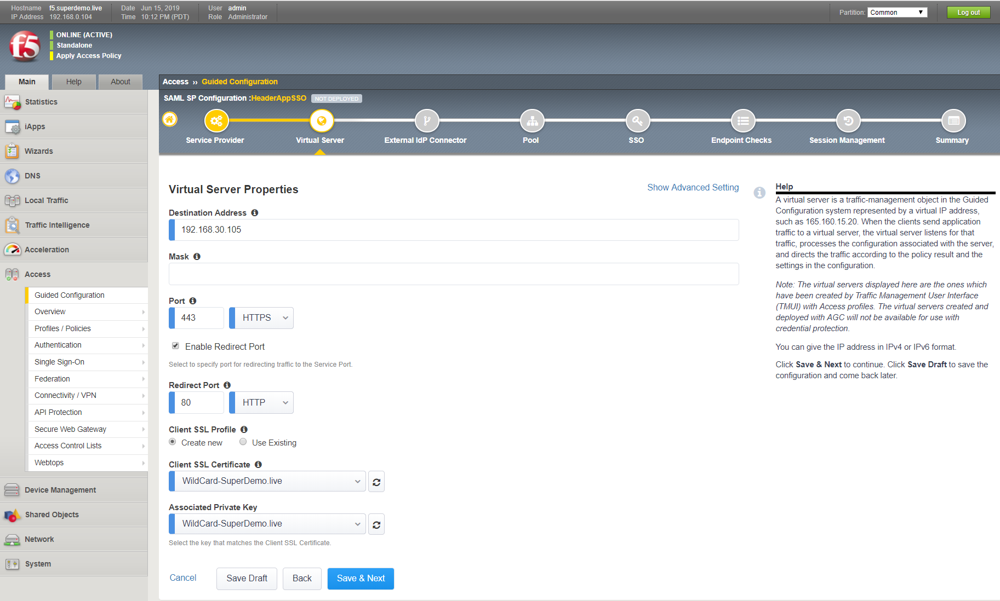 Hostname f5.superdemo.live Date Jun 15, 2019 User admin
IP Address 192.168.0.104 Time 10:12 PM (PDT) Role Administrator
Partition: Common Log out
f5
ONLINE (ACTIVE)
Standalone
Apply Access Policy
Main Help About
Statistics
iApps
Wizards
DNS
Local Traffic
Traffic Intelligence
Acceleration
Access
Guided Configuration
Overview
Profiles / Policies
Authentication
Single Sign-On
Federation
Connectivity / VPN
API Protection
Secure Web Gateway
Access Control Lists
Webtops
Device Management
Shared Objects
Network
System
Access ›› Guided Configuration
SAML SP Configuration :HeaderAppSSO NOT DEPLOYED
Service Provider Virtual Server External IdP Connector Pool SSO Endpoint Checks Session Management Summary
Virtual Server Properties
Show Advanced Setting
Destination Address
192.168.30.105
Mask
Port
443 HTTPS
Enable Redirect Port
Select to specify port for redirecting traffic to the Service Port.
Redirect Port
80 HTTP
Client SSL Profile
Create new Use Existing
Client SSL Certificate
WildCard-SuperDemo.live
Associated Private Key
WildCard-SuperDemo.live
Select the key that matches the Client SSL Certificate.
Cancel Save Draft Back Save & Next
Help
A virtual server is a traffic-management object in the Guided
Configuration system represented by a virtual IP address,
such as 165.160.15.20. When the clients send application
traffic to a virtual server, the virtual server listens for that
traffic, processes the configuration associated with the server,
and directs the traffic according to the policy result and the
settings in the configuration.
Note: The virtual servers displayed here are the ones which
have been created by Traffic Management User Interface
(TMUI) with Access profiles. The virtual servers created and
deployed with AGC will not be available for use with
credential protection.
You can give the IP address in IPv4 or IPv6 format.
Click Save & Next to continue. Click Save Draft to save the
configuration and come back later.